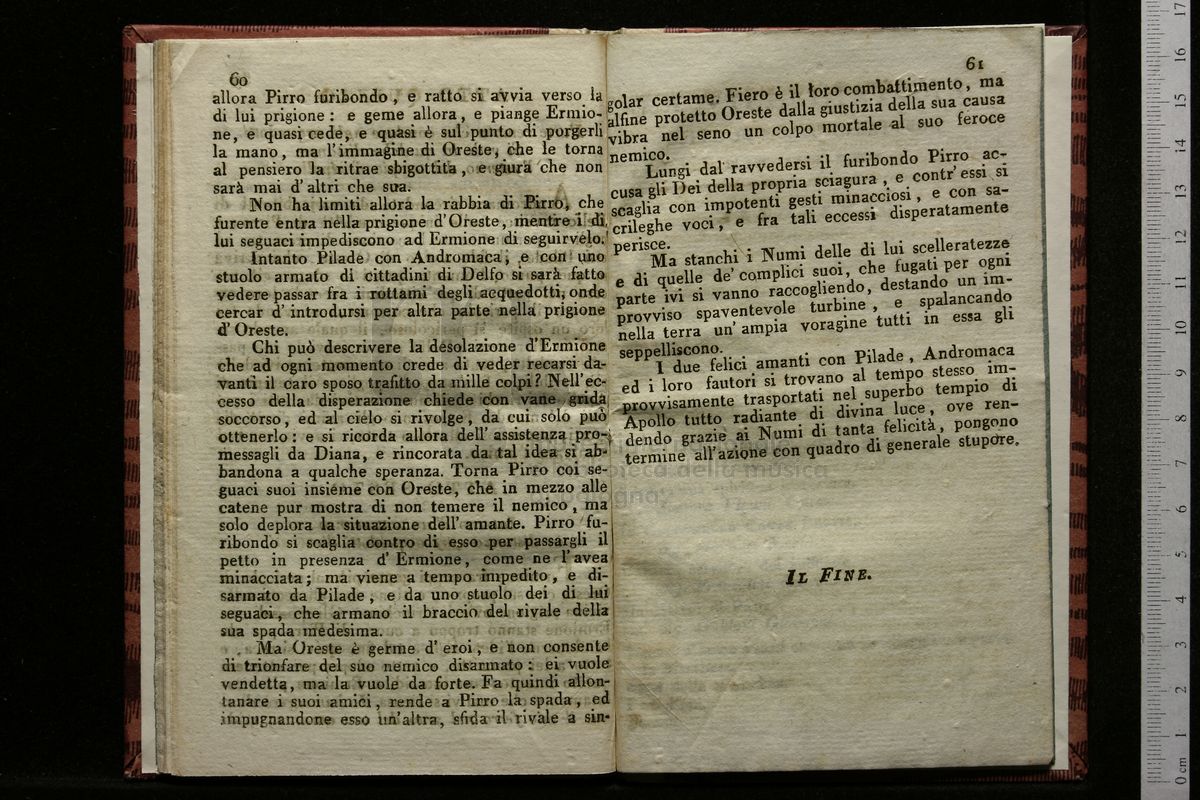 60
allora Pirro furibondo, e ratto si avvia verso la
di lui prigione: e geme allora, e piange Ermio-
ne, e quasi cede, e quasi è sul punto di porgerli
la mano, ma l'immagine di Oreste, che le torna
al pensiero la ritrae sbigottita, e giura che non
sarà mai d'altri che sua.
Non ha limiti allora la rabbia di Pirro, che
furente entra nella prigione d'Oreste, mentre i di
lui seguaci impediscono ad Ermione di seguirvelo.
Intanto Pilade con Andromaca, e con uno
stuolo armato di cittadini di Delfo si sarà fatto
vedere passar fra i rottami degli acquedotti, onde
cercar d'introdursi per altra parte nella prigione
d'Oreste.
Chi può descrivere la desolazione d'Ermione
che ad ogni momento crede di veder recarsi da-
vanti il caro sposo trafitto da mille colpi? Nell'ec-
cesso della disperazione chiede con vane grida
soccorso, ed al cielo si rivolge, da cui solo può
ottenerlo: e si ricorda allora dell'assistenza pro-
messagli da Diana, e rincorata da tal idea si ab-
bandona a qualche speranza. Torna Pirro coi se-
guaci suoi insieme con Oreste, che in mezzo alle
catene pur mostra di non temere il nemico, ma
solo deplora la situazione dell'amante. Pirro fu-
ribondo si scaglia contro di esso per passargli il
petto in presenza d'Ermione, come ne l'avea
minacciata; ma viene a tempo impedito, e di-
sarmato da Pilade, e da uno stuolo dei di lui
seguaci, che armano il braccio del rivale della
sua spada medesima.
Ma Oreste è germe d'eroi, e non consente
di trionfare del suo nemico disarmato: ei vuole
vendetta, ma la vuole da forte. Fa quindi allon-
tanare i suoi amici, rende a Pirro la spada, ed
impugnandone esso un'altra, sfida il rivale a sin-
61
golar certame. Fiero è il loro combattimento, ma
alfine protetto Oreste dalla giustizia della sua causa
vibra nel seno un colpo mortale al suo feroce
nemico.
Lungi dal ravvedersi il furibondo Pirro ac-
cusa gli Dei della propria sciagura, e contr'essi si
scaglia con impotenti gesti minacciosi, e con sa-
crileghe voci, e fra tali eccessi disperatamente
perisce.
Ma stanchi i Numi delle di lui scelleratezze
e di quelle de' complici suoi, che fugati per ogni
parte ivi si vanno raccogliendo, destando un im-
provviso spaventevole turbine, e spalancando
nella terra un'ampia voragine tutti in essa gli
seppelliscono.
I due felici amanti con Pilade, Andromaca
ed i loro fautori si trovano al tempo stesso im-
provvisamente trasportati nel superbo tempio di
Apollo tutto radiante di divina luce, ove ren-
dendo grazie ai Numi di tanta felicità, pongono
termine all'azione con quadro di generale stupore.
IL FINE.